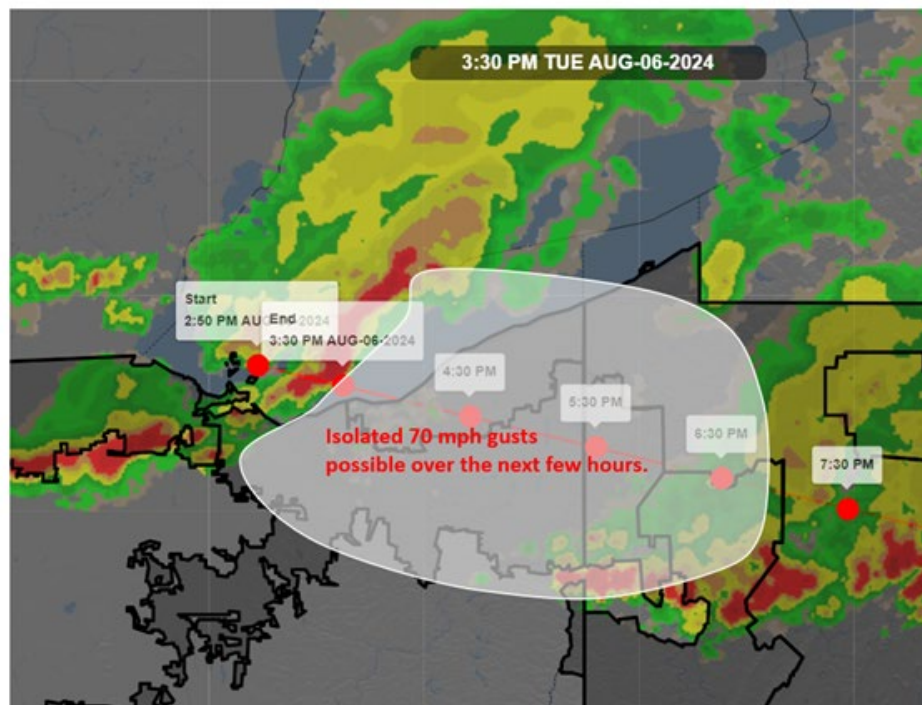 3:30 PM TUE AUG-06-2024
Start
2:50 PM AUG-06-2024
End
3:30 PM AUG-06-2024
4:30 PM
5:30 PM
6:30 PM
7:30 PM
Isolated 70 mph gusts
possible over the next few hours.